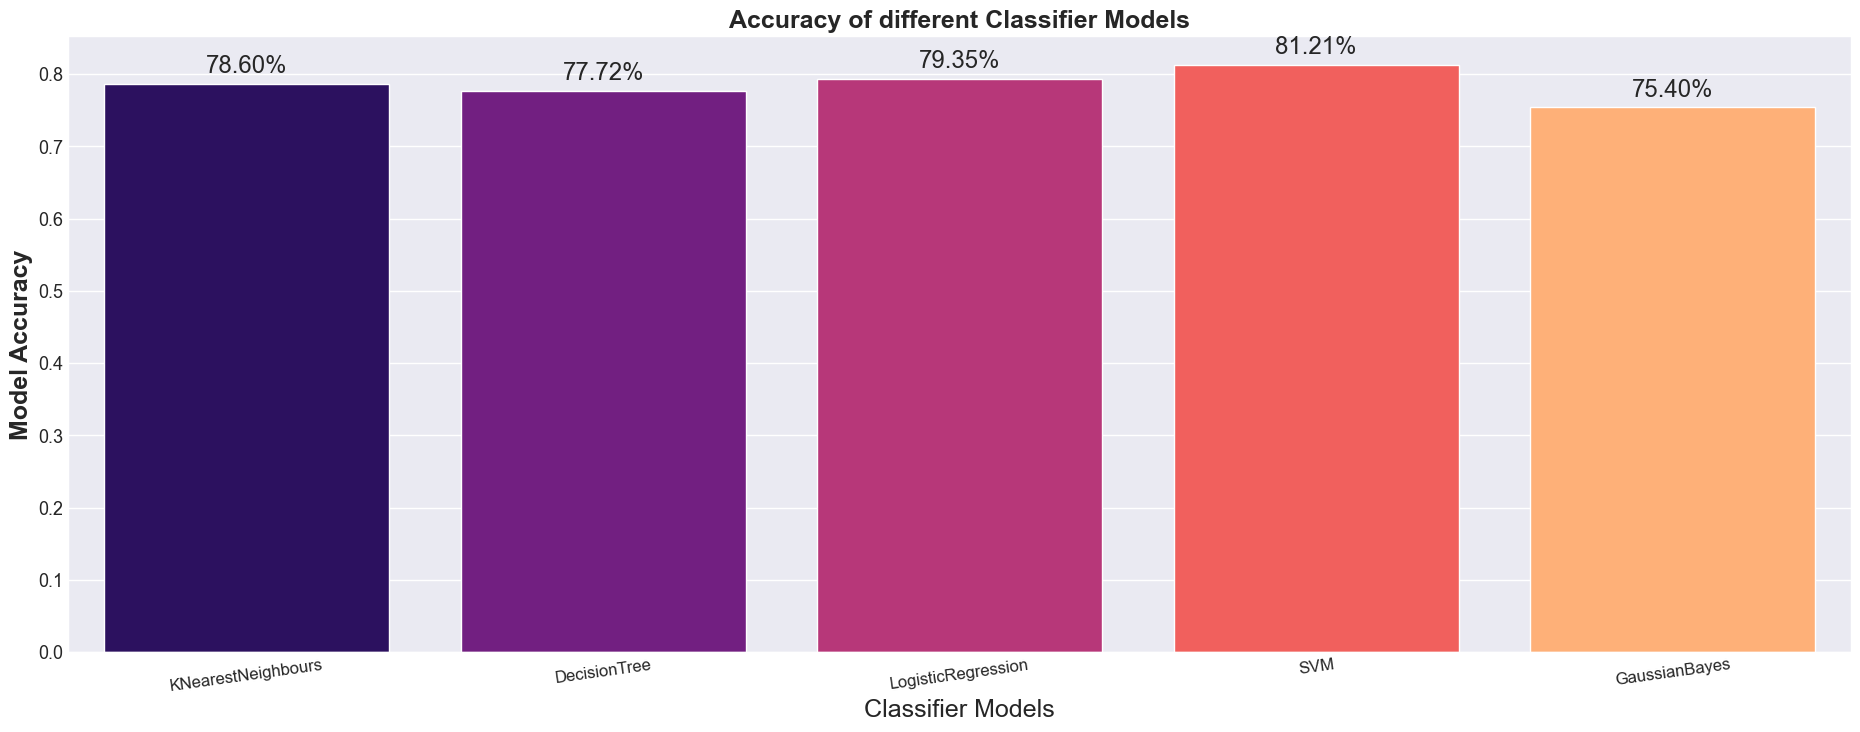 Accuracy of different Classifier Models
78.60%
77.72%
79.35%
81.21%
75.40%
Model Accuracy
0.8
0.7
0.6
0.5
0.4
0.3
0.2
0.1
0.0
KNearestNeighbours
DecisionTree
LogisticRegression
SVM
GaussianBayes
Classifier Models